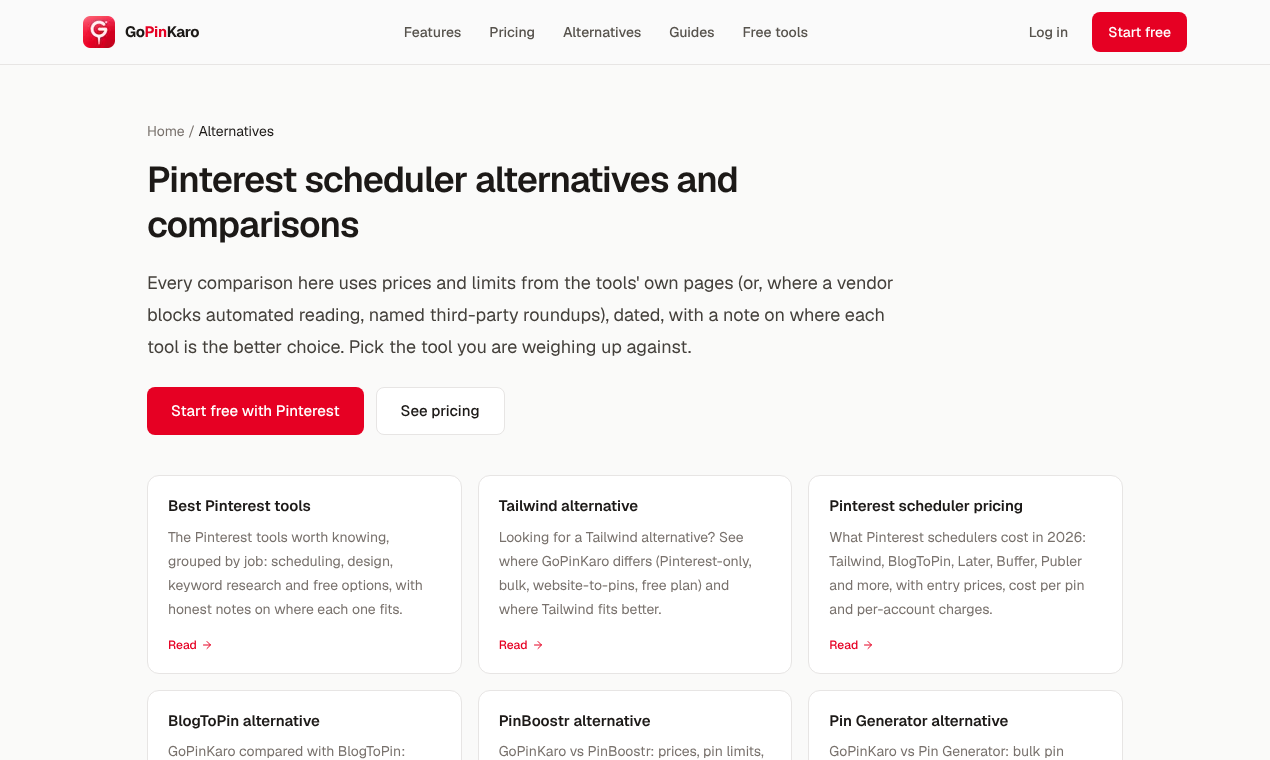 GoPinKaro
Features
Pricing
Alternatives
Guides
Free tools
Log in
Start free
Home / Alternatives
Pinterest scheduler alternatives and
comparisons
Every comparison here uses prices and limits from the tools' own pages (or, where a vendor
blocks automated reading, named third-party roundups), dated, with a note on where each
tool is the better choice. Pick the tool you are weighing up against.
Start free with Pinterest
See pricing
Best Pinterest tools
The Pinterest tools worth knowing,
grouped by job: scheduling, design,
keyword research and free options, with
honest notes on where each one fits.
Read →
Tailwind alternative
Looking for a Tailwind alternative? See
where GoPinKaro differs (Pinterest-only,
bulk, website-to-pins, free plan) and
where Tailwind fits better.
Read →
Pinterest scheduler pricing
What Pinterest schedulers cost in 2026:
Tailwind, BlogToPin, Later, Buffer, Publer
and more, with entry prices, cost per pin
and per-account charges.
Read →
BlogToPin alternative
GoPinKaro compared with BlogToPin:
PinBoostr alternative
GoPinKaro vs PinBoostr: prices, pin limits,
Pin Generator alternative
GoPinKaro vs Pin Generator: bulk pin